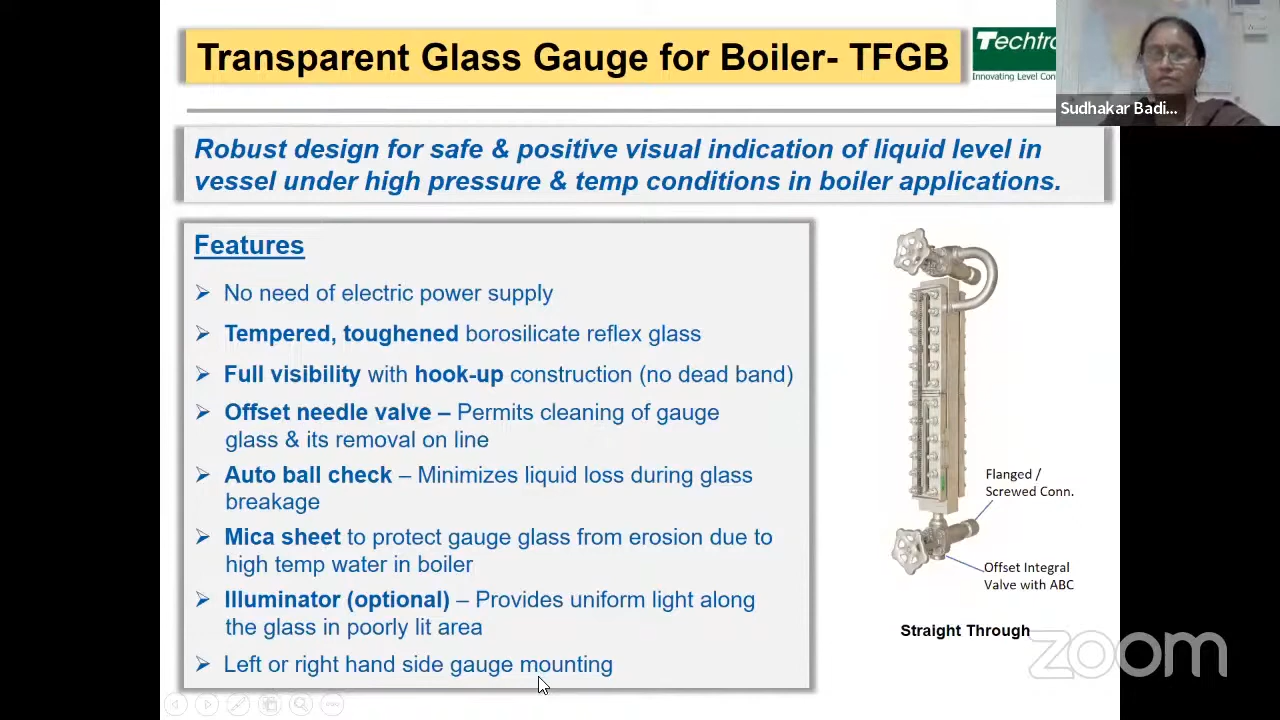 Transparent Glass Gauge for Boiler- TFGB
Techtro
Innovating Level Con
Sudhakar Badi...
Robust design for safe & positive visual indication of liquid level in
vessel under high pressure & temp conditions in boiler applications.
Features
➢ No need of electric power supply
➢ Tempered, toughened borosilicate reflex glass
➢ Full visibility with hook-up construction (no dead band)
➢ Offset needle valve – Permits cleaning of gauge
glass & its removal on line
➢ Auto ball check – Minimizes liquid loss during glass
breakage
➢ Mica sheet to protect gauge glass from erosion due to
high temp water in boiler
➢ Illuminator (optional) – Provides uniform light along
the glass in poorly lit area
➢ Left or right hand side gauge mounting
Flanged /
Screwed Conn.
Offset Integral
Valve with ABC
Straight Through
zoom